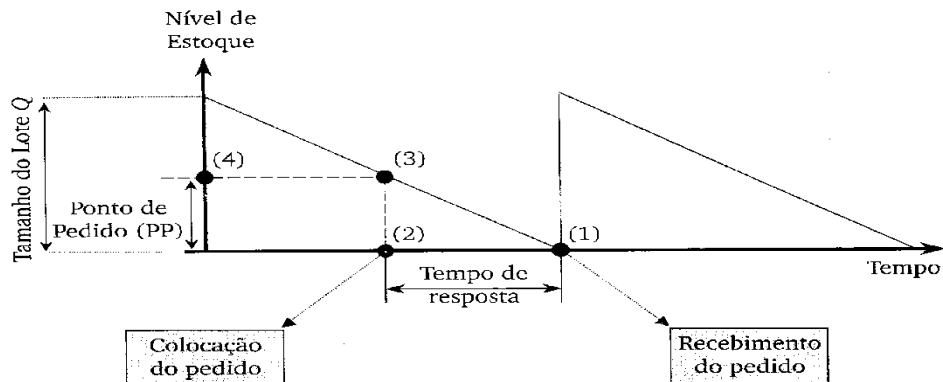 Nível de
Estoque
Tamanho do Lote Q
(4)
(3)
Ponto de
Pedido (PP)
(2)
(1)
Tempo
Tempo de
resposta
Colocação
do pedido
Recebimento
do pedido